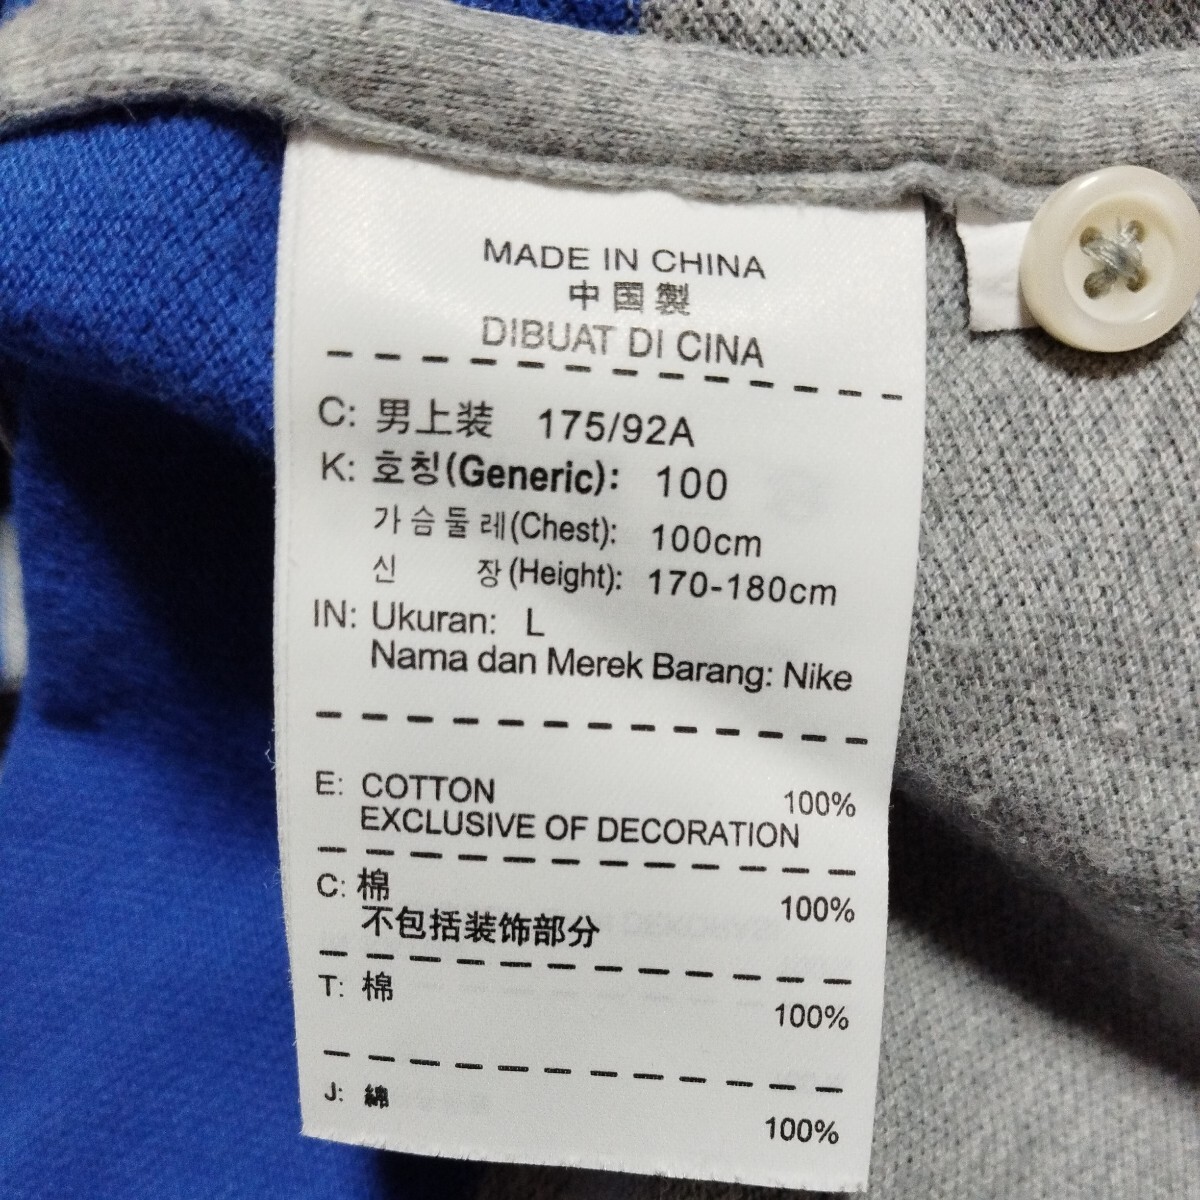 MADE IN CHINA
中国製
DIBUAT DI CINA
C: 男上装 175/92A
K: 호칭(Generic): 100
가슴둘레(Chest): 100cm
신 장(Height): 170-180cm
IN: Ukuran: L
Nama dan Merek Barang: Nike
E: COTTON 100%
EXCLUSIVE OF DECORATION
C: 棉 100%
不包括装饰部分
T: 棉 100%
J: 綿 100%